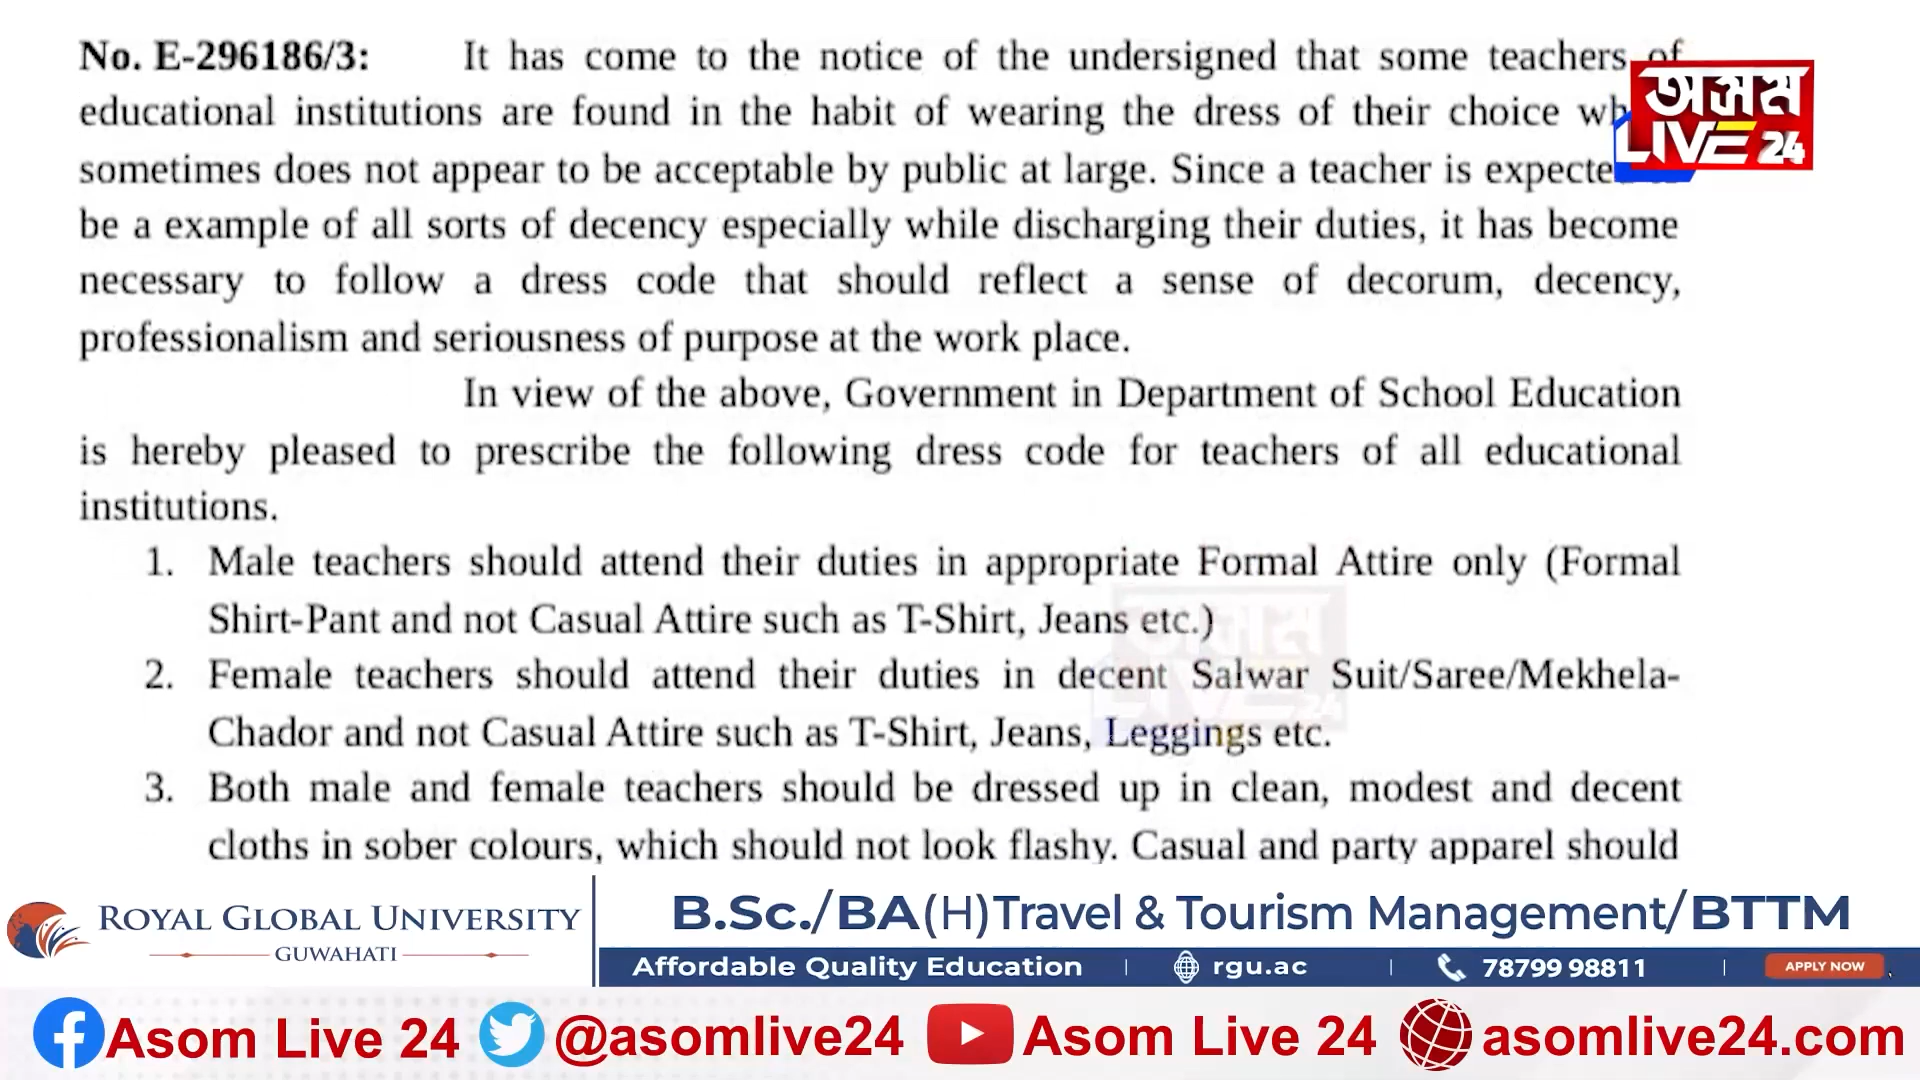 No. E-296186/3: It has come to the notice of the undersigned that some teachers of
educational institutions are found in the habit of wearing the dress of their choice
sometimes does not appear to be acceptable by public at large. Since a teacher is
be a example of all sorts of decency especially while discharging their duties, it has become
necessary to follow a dress code that should reflect a sense of decorum, decency,
professionalism and seriousness of purpose at the work place.
In view of the above, Government in Department of School Education
is hereby pleased to prescribe the following dress code for teachers of all educational
institutions.
1. Male teachers should attend their duties in appropriate Formal Attire only (Formal
Shirt-Pant and not Casual Attire such as T-Shirt, Jeans etc.)
2. Female teachers should attend their duties in decent Salwar Suit/Saree/Mekhela-
Chador and not Casual Attire such as T-Shirt, Jeans, Leggings etc.
3. Both male and female teachers should be dressed up in clean, modest and decent
cloths in sober colours, which should not look flashy. Casual and party apparel should
অসম
LIVE 24
অসম
LIVE 24
ROYAL GLOBAL UNIVERSITY
GUWAHATI
B.Sc./BA(H)Travel & Tourism Management/BTTM
Affordable Quality Education | rgu.ac | 78799 98811 | APPLY NOW
Asom Live 24 @asomlive24 Asom Live 24 asomlive24.com